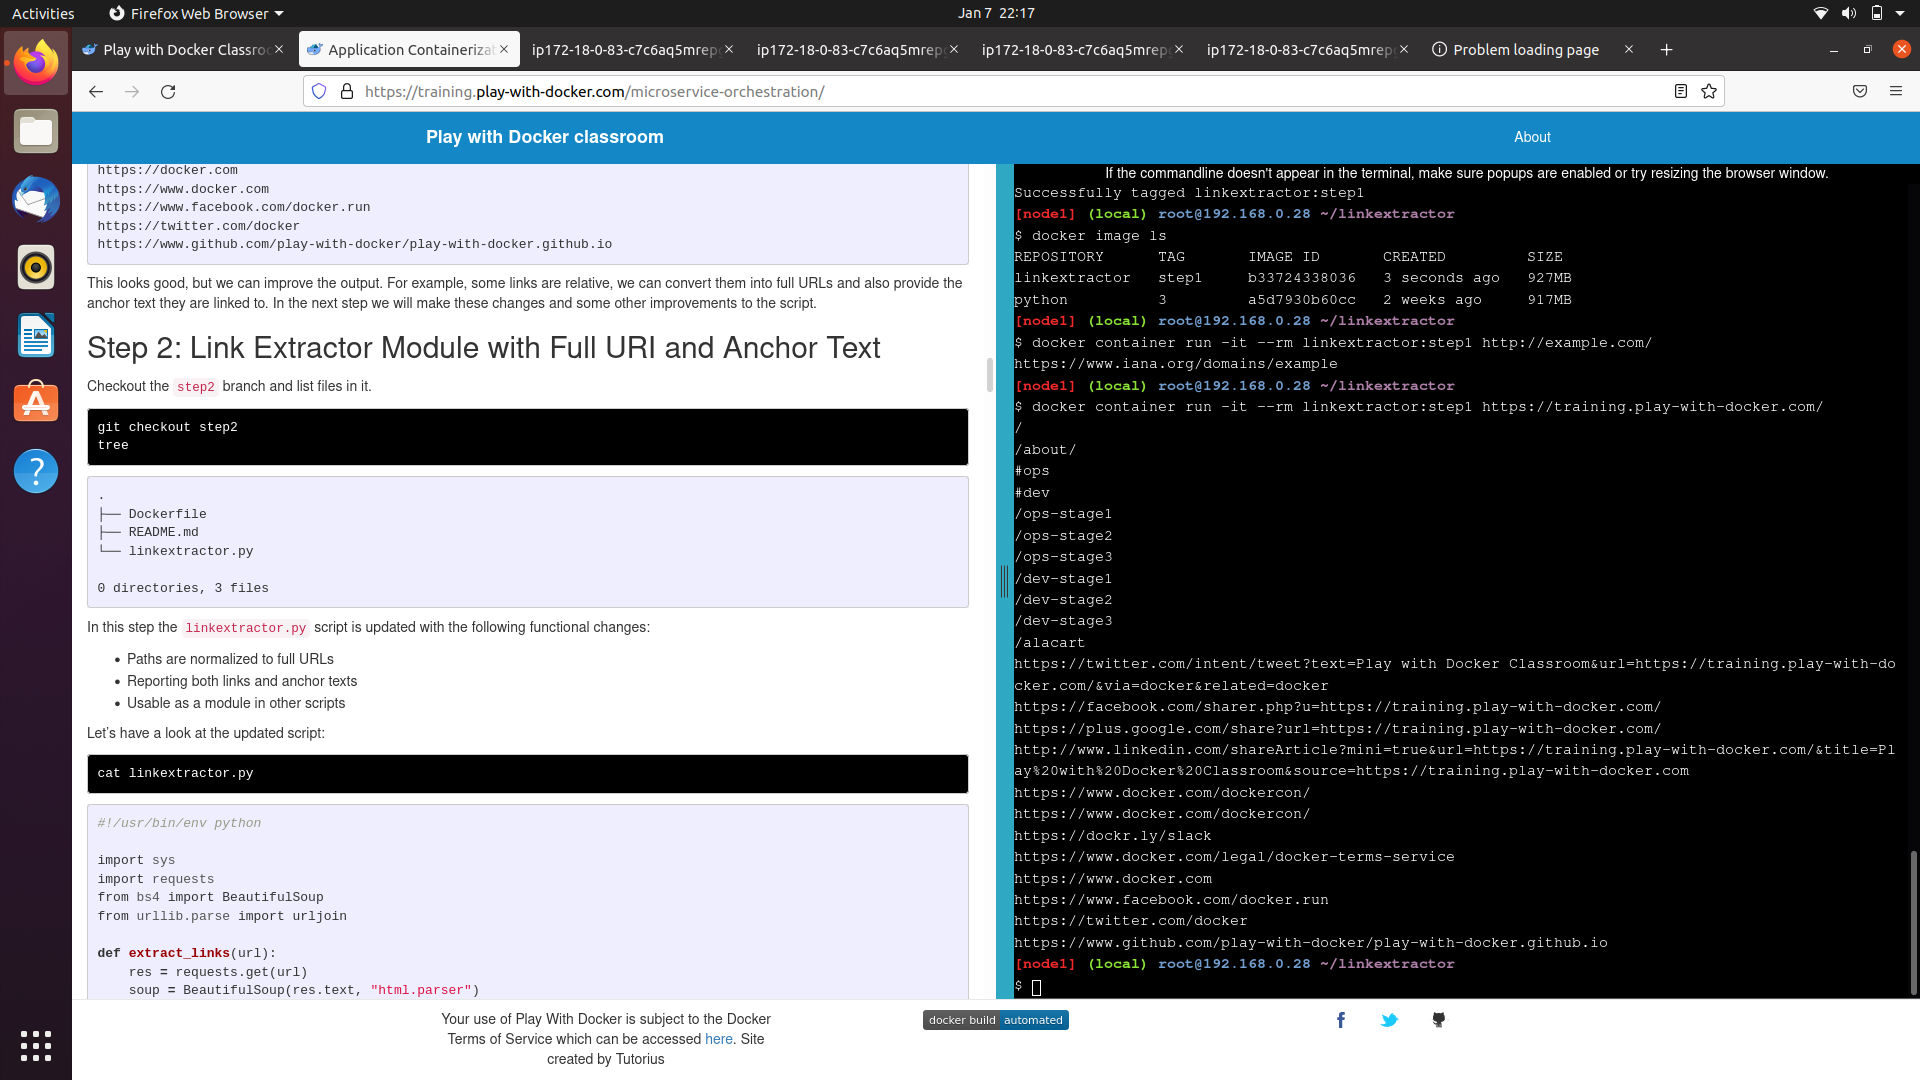 Activities
Firefox Web Browser
Jan 7  22:17
Play with Docker Classro
Application Containerizat
ip172-18-0-83-c7c6aq5mrepg
ip172-18-0-83-c7c6aq5mrepg
ip172-18-0-83-c7c6aq5mrepg
ip172-18-0-83-c7c6aq5mrepg
Problem loading page
https://training.play-with-docker.com/microservice-orchestration/
Play with Docker classroom
About
https://docker.com
https://www.docker.com
https://www.facebook.com/docker.run
https://twitter.com/docker
https://www.github.com/play-with-docker/play-with-docker.github.io
This looks good, but we can improve the output. For example, some links are relative, we can convert them into full URLs and also provide the
anchor text they are linked to. In the next step we will make these changes and some other improvements to the script.
Step 2: Link Extractor Module with Full URI and Anchor Text
Checkout the step2 branch and list files in it.
git checkout step2
tree
.
├── Dockerfile
├── README.md
└── linkextractor.py
0 directories, 3 files
In this step the linkextractor.py script is updated with the following functional changes:
• Paths are normalized to full URLs
• Reporting both links and anchor texts
• Usable as a module in other scripts
Let's have a look at the updated script:
cat linkextractor.py
#!/usr/bin/env python
import sys
import requests
from bs4 import BeautifulSoup
from urllib.parse import urljoin
def extract_links(url):
    res = requests.get(url)
    soup = BeautifulSoup(res.text, "html.parser")
If the commandline doesn't appear in the terminal, make sure popups are enabled or try resizing the browser window.
Successfully tagged linkextractor:step1
[node1] (local) root@192.168.0.28 ~/linkextractor
$ docker image ls
REPOSITORY      TAG       IMAGE ID       CREATED         SIZE
linkextractor   step1     b33724338036   3 seconds ago   927MB
python          3         a5d7930b60cc   2 weeks ago     917MB
[node1] (local) root@192.168.0.28 ~/linkextractor
$ docker container run -it --rm linkextractor:step1 http://example.com/
https://www.iana.org/domains/example
[node1] (local) root@192.168.0.28 ~/linkextractor
$ docker container run -it --rm linkextractor:step1 https://training.play-with-docker.com/
/
/about/
#ops
#dev
/ops-stage1
/ops-stage2
/ops-stage3
/dev-stage1
/dev-stage2
/dev-stage3
/alacart
https://twitter.com/intent/tweet?text=Play with Docker Classroom&url=https://training.play-with-do
cker.com/&via=docker&related=docker
https://facebook.com/sharer.php?u=https://training.play-with-docker.com/
https://plus.google.com/share?url=https://training.play-with-docker.com/
http://www.linkedin.com/shareArticle?mini=true&url=https://training.play-with-docker.com/&title=Pl
ay%20with%20Docker%20Classroom&source=https://training.play-with-docker.com
https://www.docker.com/dockercon/
https://www.docker.com/dockercon/
https://dockr.ly/slack
https://www.docker.com/legal/docker-terms-service
https://www.docker.com
https://www.facebook.com/docker.run
https://twitter.com/docker
https://www.github.com/play-with-docker/play-with-docker.github.io
[node1] (local) root@192.168.0.28 ~/linkextractor
$
Your use of Play With Docker is subject to the Docker
Terms of Service which can be accessed here. Site
created by Tutorius
docker build automated